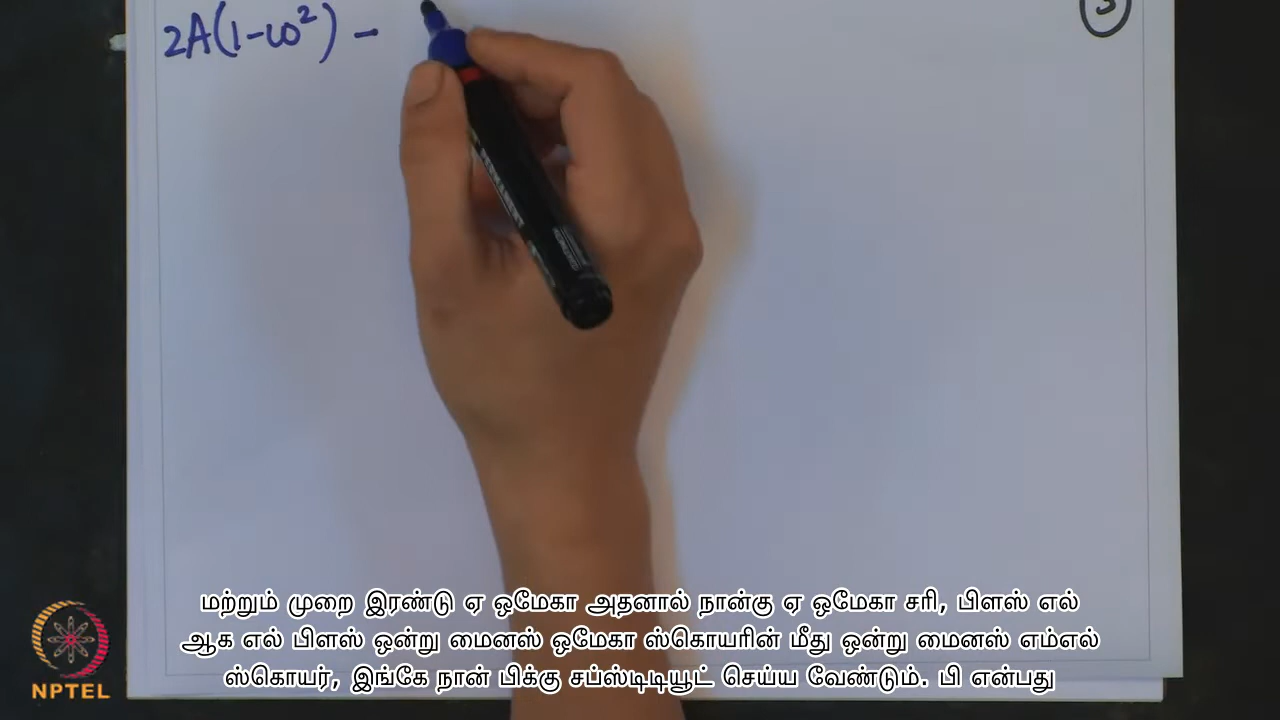 2A(1-ω²) -
3
மற்றும் முறை இரண்டு ஏ ஒமேகா அதனால் நான்கு ஏ ஒமேகா சரி, பிளஸ் எல்
ஆக எல் பிளஸ் ஒன்று மைனஸ் ஒமேகா ஸ்கொயரின் மீது ஒன்று மைனஸ் எம்எல்
ஸ்கொயர், இங்கே நான் பிக்கு சப்ஸ்டிடியூட் செய்ய வேண்டும். பி என்பது
NPTEL